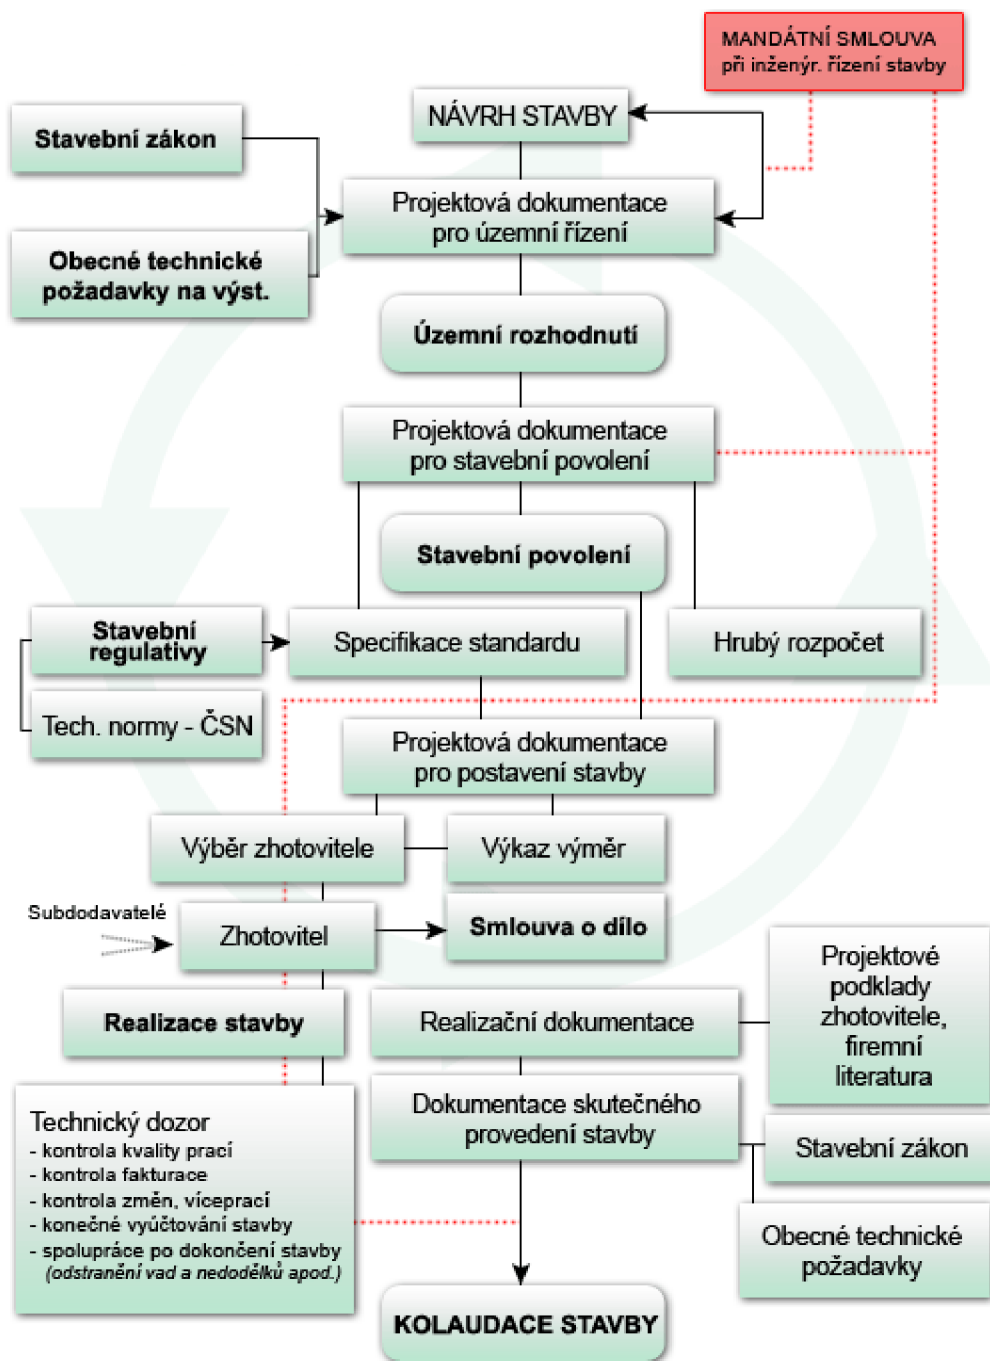 MANDÁTNÍ SMLOUVA
při inženýr. řízení stavby
NÁVRH STAVBY
Stavební zákon
Projektová dokumentace
pro územní řízení
Obecné technické
požadavky na výst.
Územní rozhodnutí
Projektová dokumentace
pro stavební povolení
Stavební povolení
Stavební
regulativy
Specifikace standardu
Hrubý rozpočet
Tech. normy - ČSN
Projektová dokumentace
pro postavení stavby
Výběr zhotovitele
Výkaz výměr
Subdodavatelé
Zhotovitel
Smlouva o dílo
Projektové
podklady
zhotovitele,
firemní
literatura
Realizace stavby
Realizační dokumentace
Dokumentace skutečného
provedení stavby
Technický dozor
- kontrola kvality prací
- kontrola fakturace
- kontrola změn, víceprací
- konečné vyúčtování stavby
- spolupráce po dokončení stavby
(odstranění vad a nedodělků apod.)
Stavební zákon
Obecné technické
požadavky
KOLAUDACE STAVBY